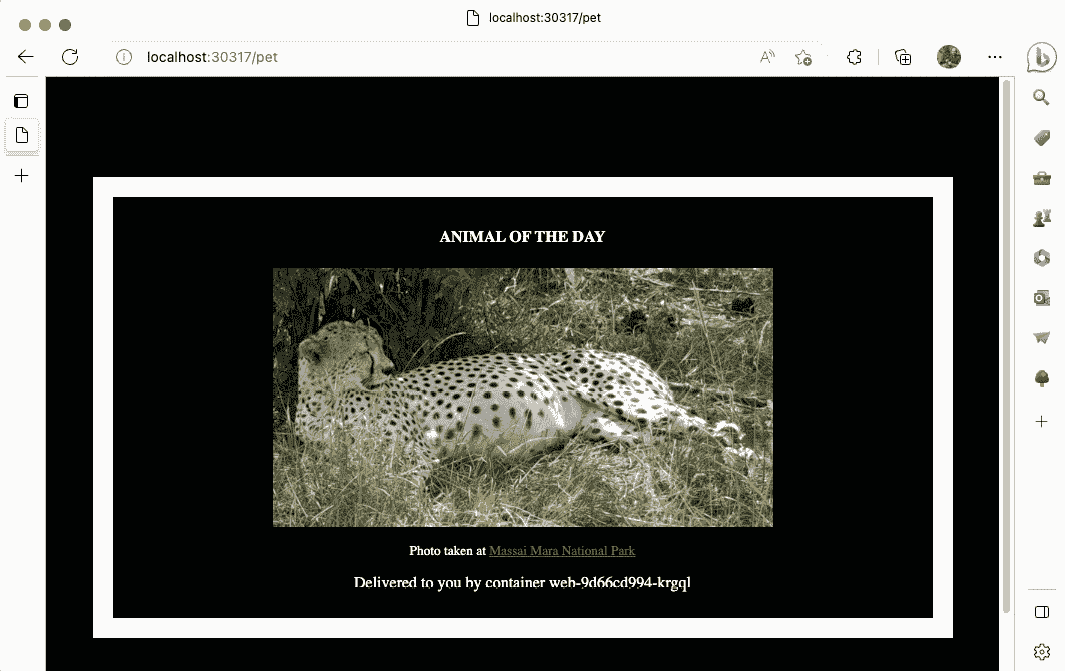 localhost:30317/pet
localhost:30317/pet
ANIMAL OF THE DAY
Photo taken at Massai Mara National Park
Delivered to you by container web-9d66cd994-krgql